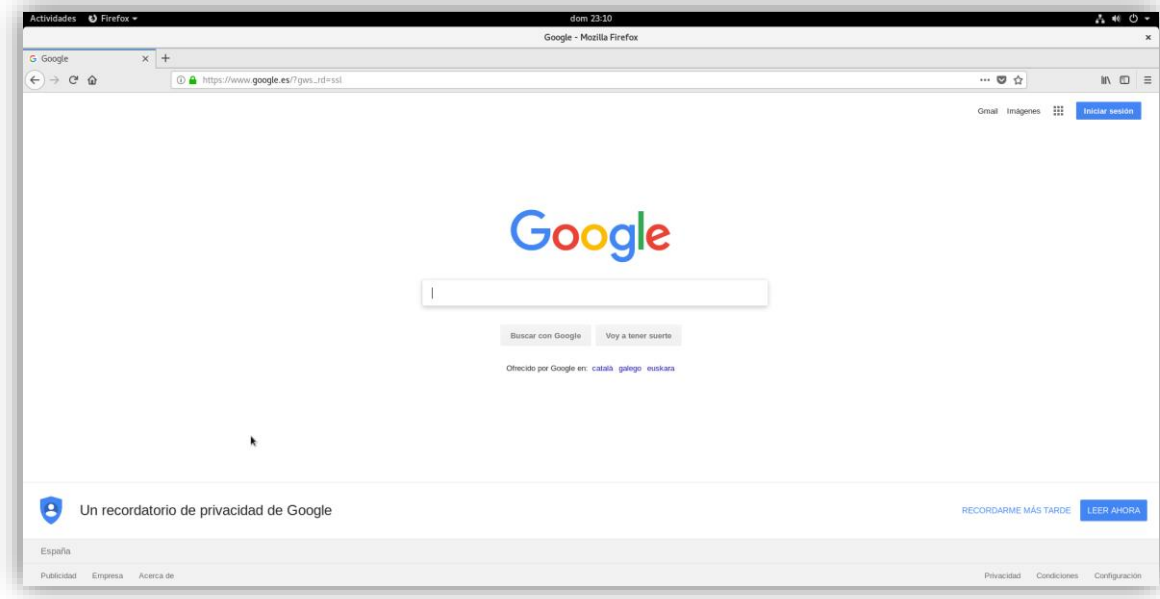 Actividades Firefox dom 23:10
Google - Mozilla Firefox
Google
https://www.google.es/?gws_rd=ssl
Gmail Imágenes Iniciar sesión
Google
Buscar con Google Voy a tener suerte
Ofrecido por Google en: català galego euskara
Un recordatorio de privacidad de Google RECORDARME MÁS TARDE LEER AHORA
España
Publicidad Empresa Acerca de Privacidad Condiciones Configuración